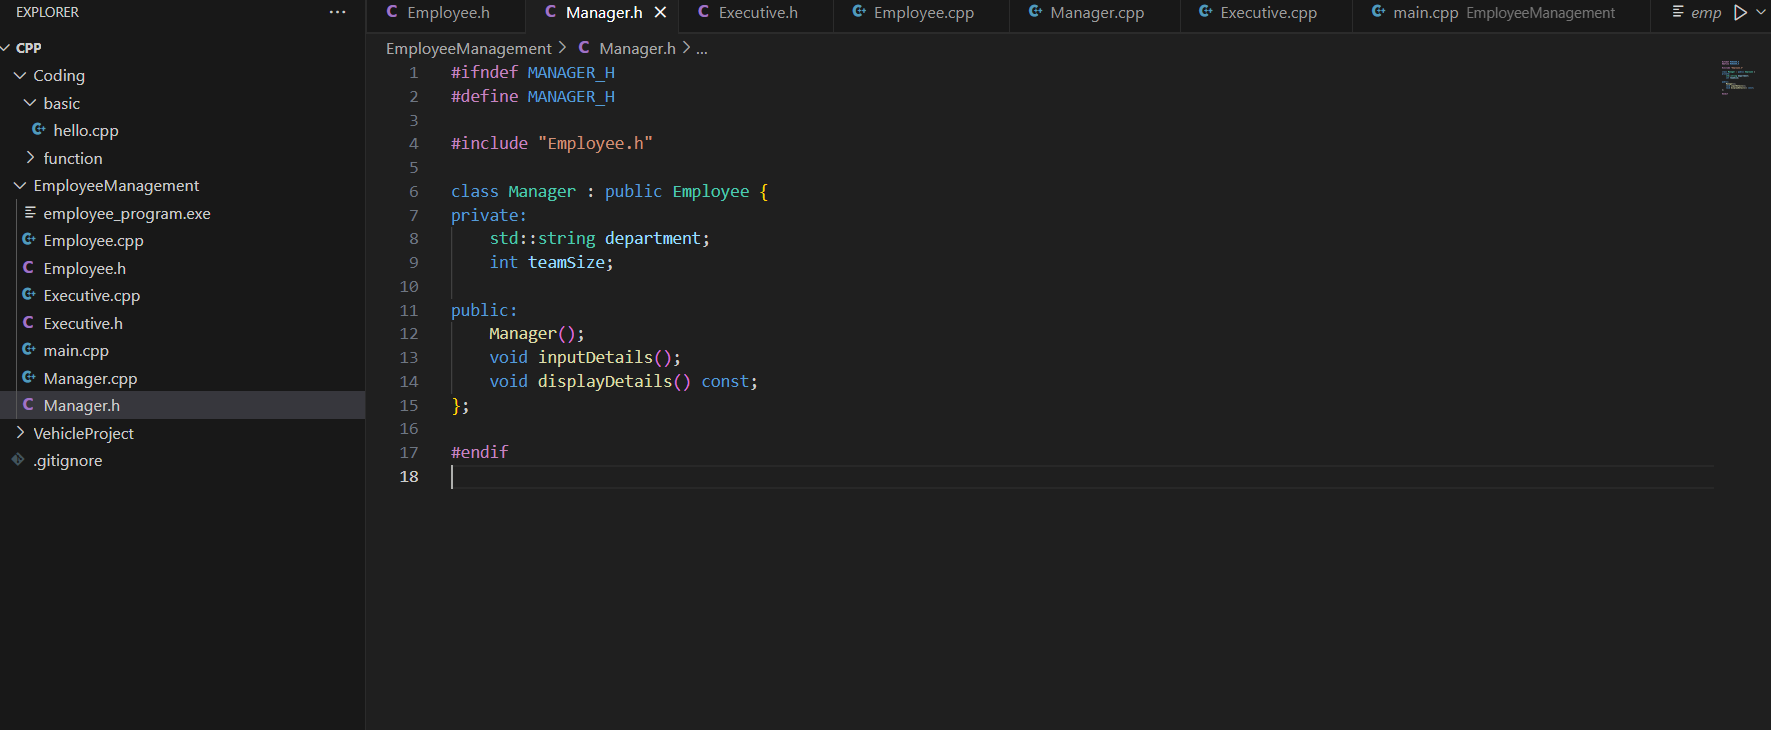 EXPLORER ...
CPP
Coding
basic
hello.cpp
function
EmployeeManagement
employee_program.exe
Employee.cpp
Employee.h
Executive.cpp
Executive.h
main.cpp
Manager.cpp
Manager.h
VehicleProject
.gitignore
Employee.h Manager.h Executive.h Employee.cpp Manager.cpp Executive.cpp main.cpp EmployeeManagement emp
EmployeeManagement > C Manager.h > ...
1 #ifndef MANAGER_H
2 #define MANAGER_H
3
4 #include "Employee.h"
5
6 class Manager : public Employee {
7 private:
8     std::string department;
9     int teamSize;
10
11 public:
12     Manager();
13     void inputDetails();
14     void displayDetails() const;
15 };
16
17 #endif
18